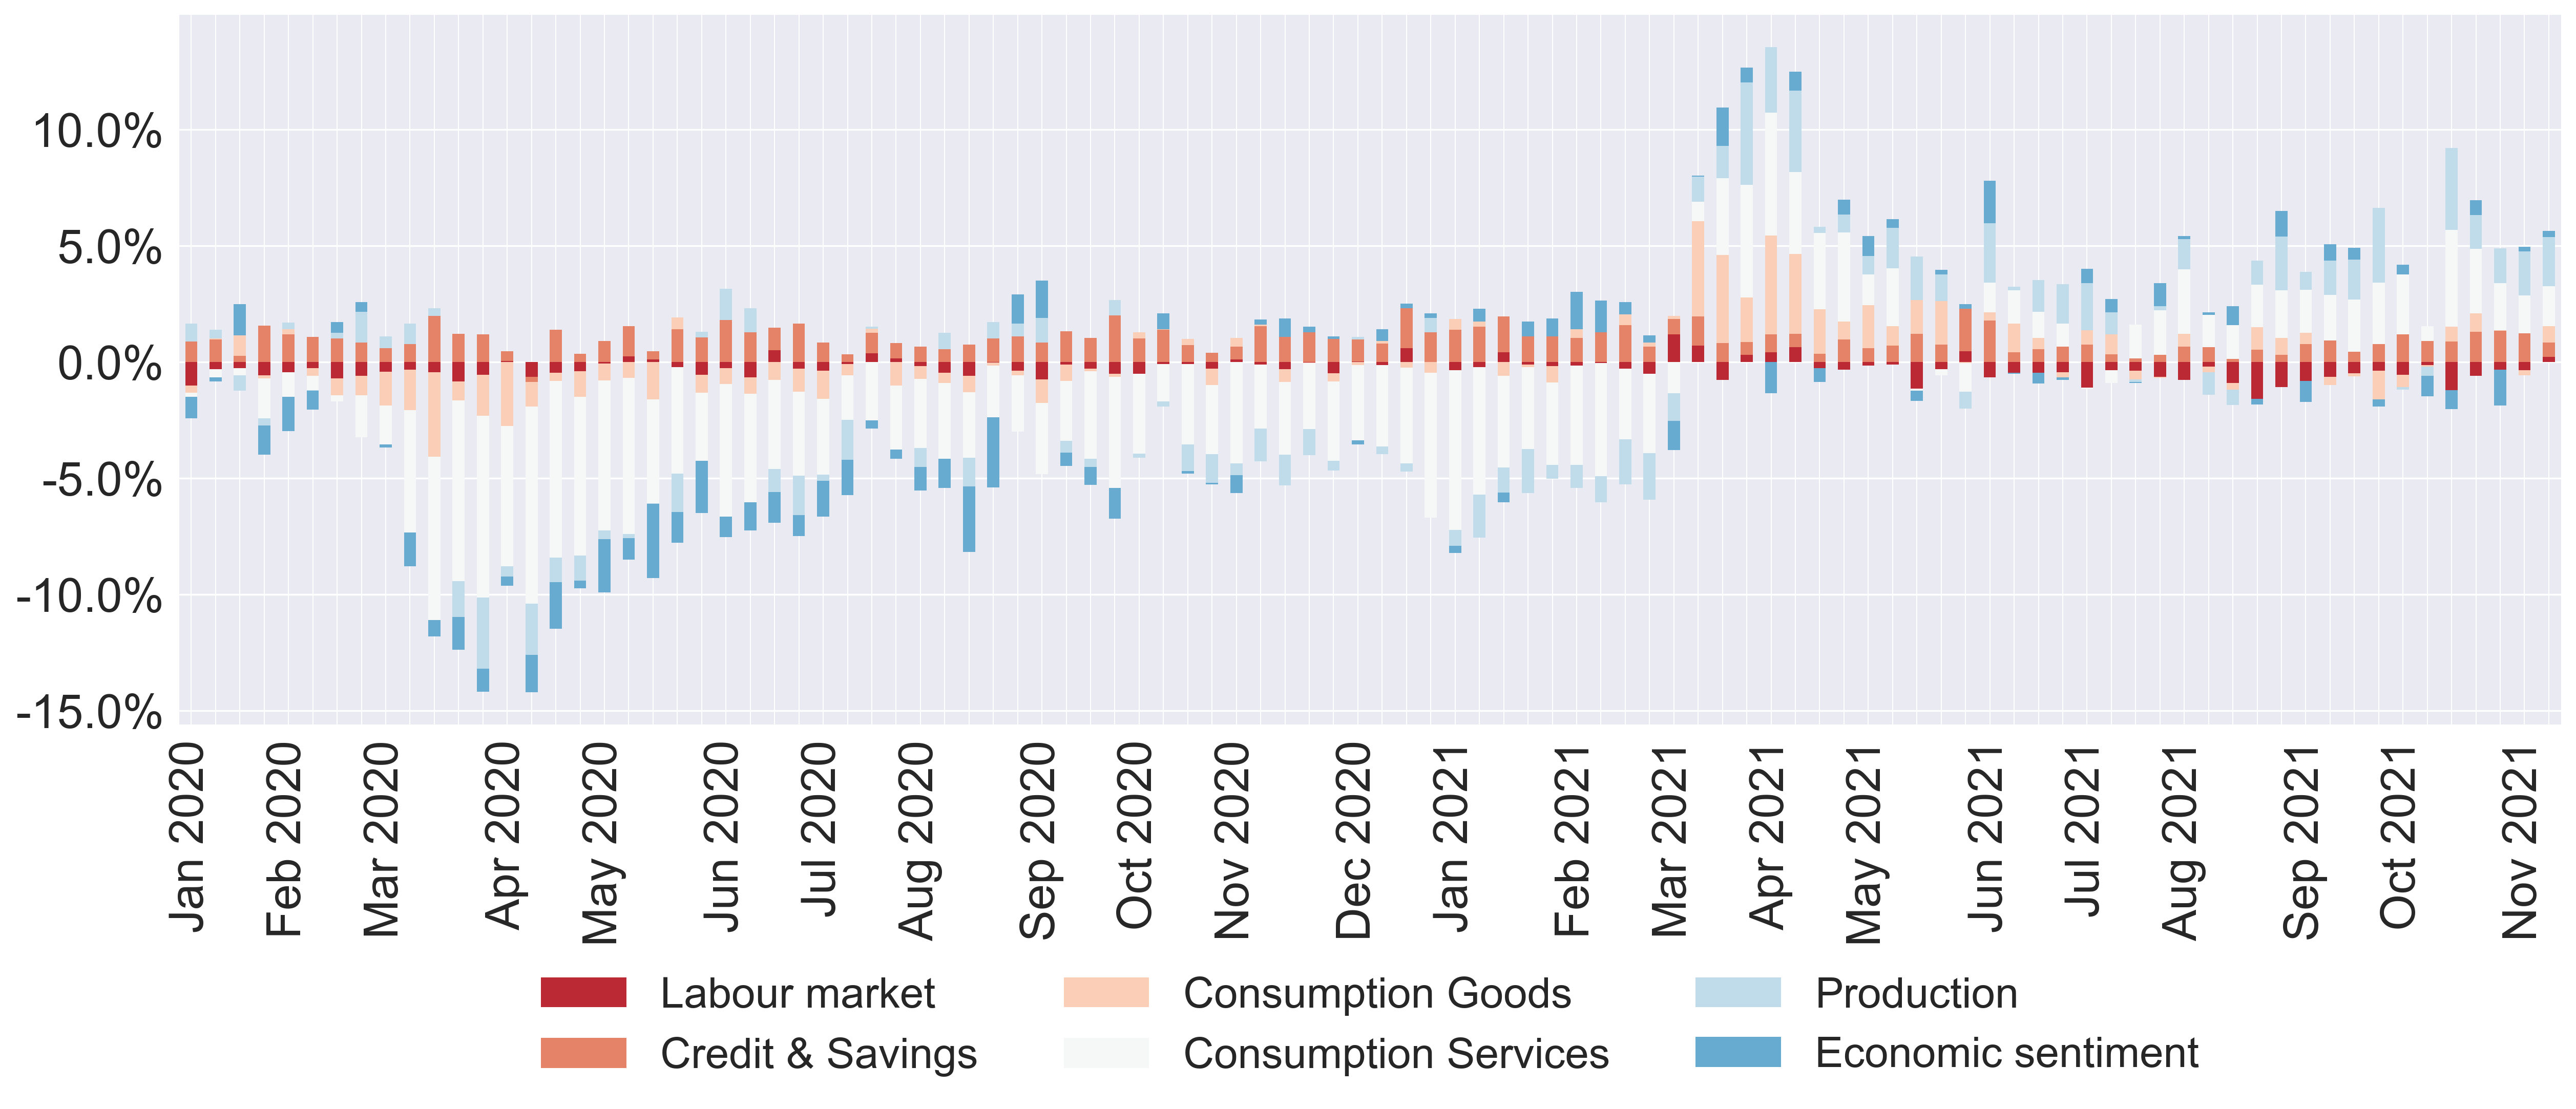 10.0%
5.0%
0.0%
-5.0%
-10.0%
-15.0%
Jan 2020
Feb 2020
Mar 2020
Apr 2020
May 2020
Jun 2020
Jul 2020
Aug 2020
Sep 2020
Oct 2020
Nov 2020
Dec 2020
Jan 2021
Feb 2021
Mar 2021
Apr 2021
May 2021
Jun 2021
Jul 2021
Aug 2021
Sep 2021
Oct 2021
Nov 2021
Labour market
Consumption Goods
Production
Credit & Savings
Consumption Services
Economic sentiment